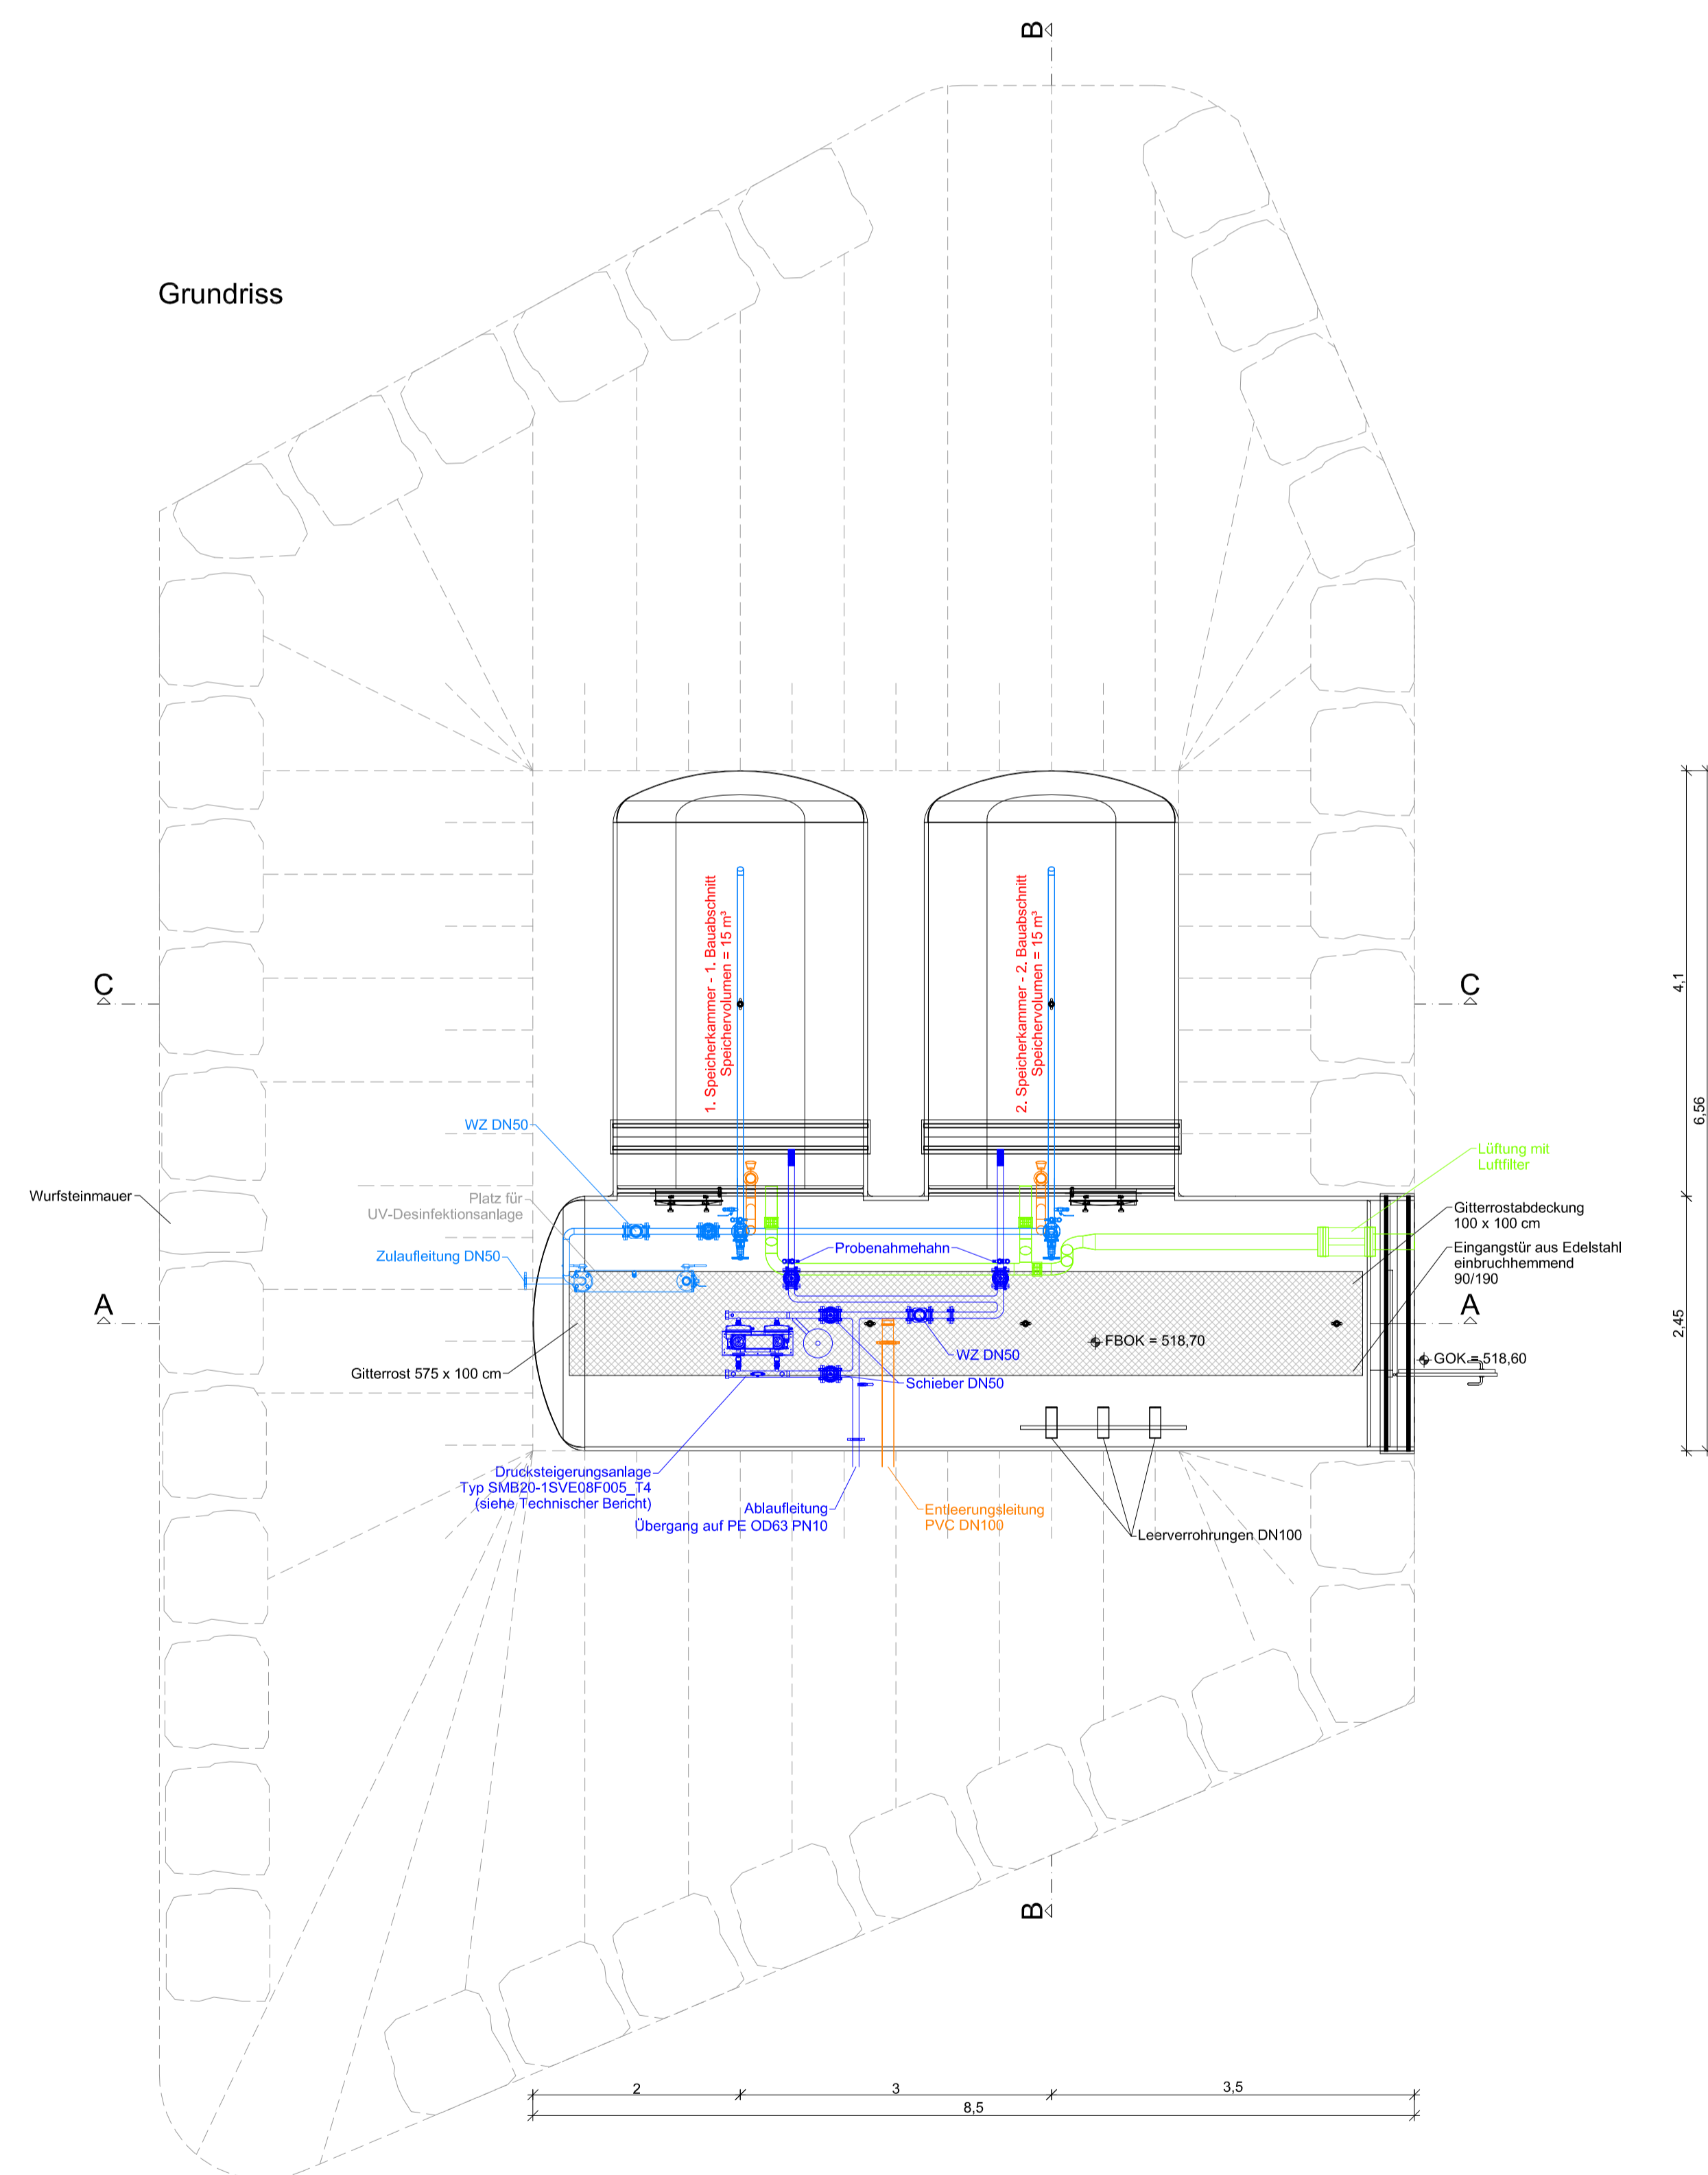 B
Grundriss
1. Speicherkammer - 1. Bauabschnitt
Speichervolumen = 15 m³
2. Speicherkammer - 2. Bauabschnitt
Speichervolumen = 15 m³
C
C
4,1
6,56
WZ DN50
Lüftung mit
Luftfilter
Wurfsteinmauer
Platz für
UV-Desinfektionsanlage
Gitterrostabdeckung
100 x 100 cm
Zulaufleitung DN50
Probenahmehahn
Eingangstür aus Edelstahl
einbruchhemmend
90/190
A
A
2,45
FBOK = 518,70
WZ DN50
GOK = 518,60
Gitterrost 575 x 100 cm
Schieber DN50
Drucksteigerungsanlage
Typ SMB20-1SVE08F005_T4
(siehe Technischer Bericht)
Ablaufleitung
Übergang auf PE OD63 PN10
Entleerungsleitung
PVC DN100
Leerverrohrungen DN100
B
2
3
3,5
8,5